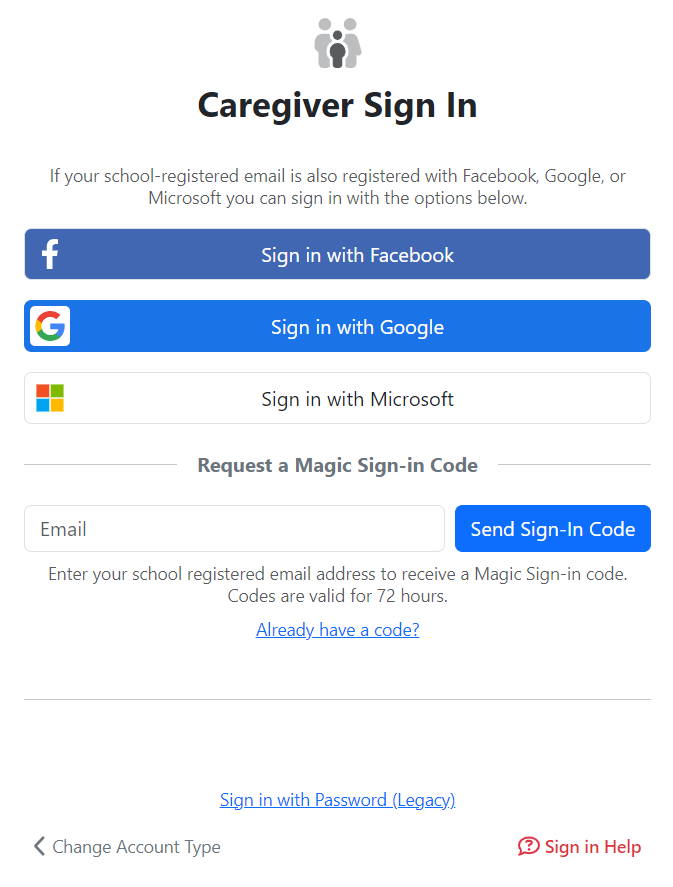 Caregiver Sign In
If your school-registered email is also registered with Facebook, Google, or
Microsoft you can sign in with the options below.
Sign in with Facebook
Sign in with Google
Sign in with Microsoft
Request a Magic Sign-in Code
Email
Send Sign-In Code
Enter your school registered email address to receive a Magic Sign-in code.
Codes are valid for 72 hours.
Already have a code?
Sign in with Password (Legacy)
Change Account Type
Sign in Help